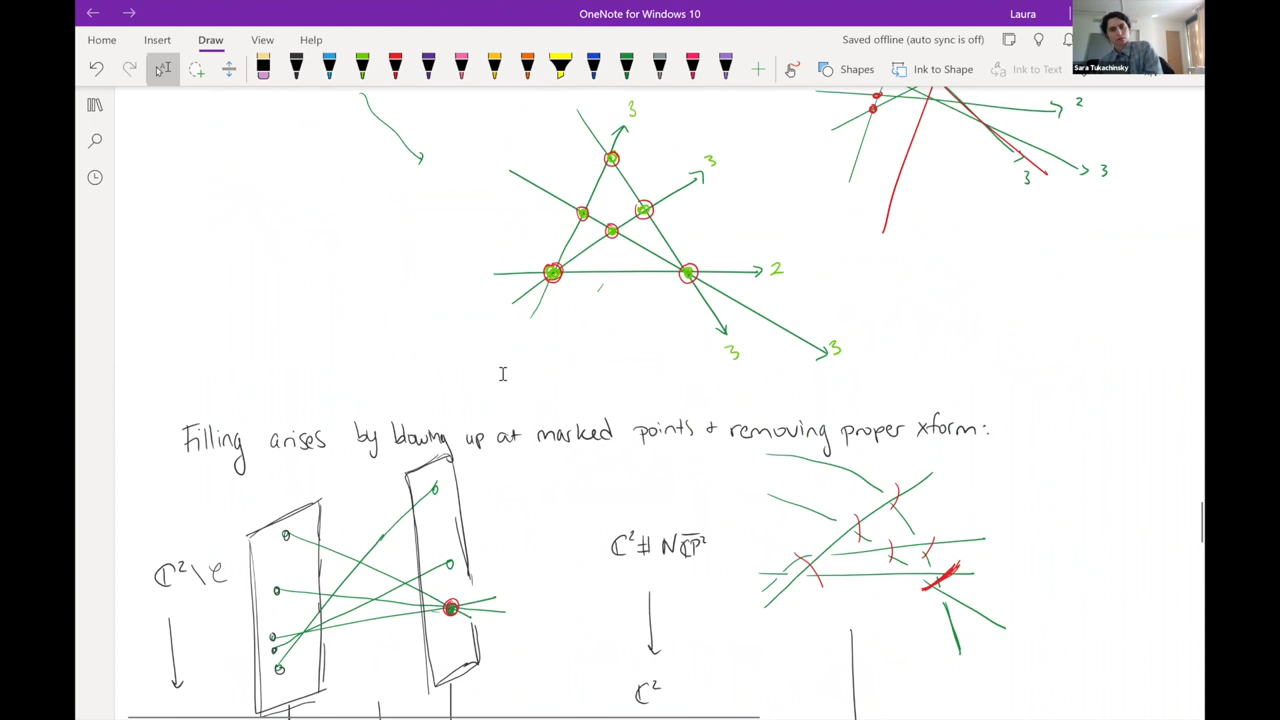 OneNote for Windows 10
Laura
Home Insert Draw View Help
Saved offline (auto sync is off)
Shapes Ink to Shape Ink to Text
Sara Tukachinsky
3
3
2
3
3
2
3
3
Filling arises by blowing up at marked points + removing proper xform:
ℂ² \ 𝒞
ℂ² # N \overline{ℂP}²
ℂ²